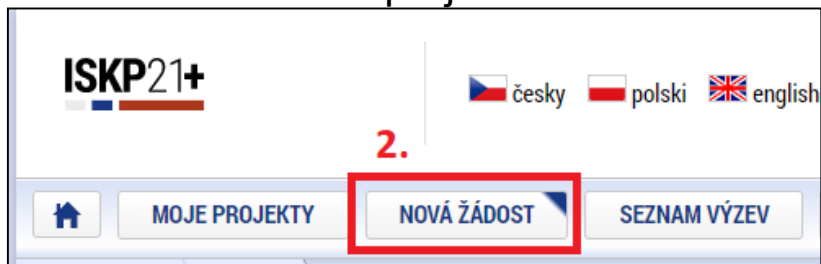 ISKP21+
česky polski english
2.
MOJE PROJEKTY NOVÁ ŽÁDOST SEZNAM VÝZEV